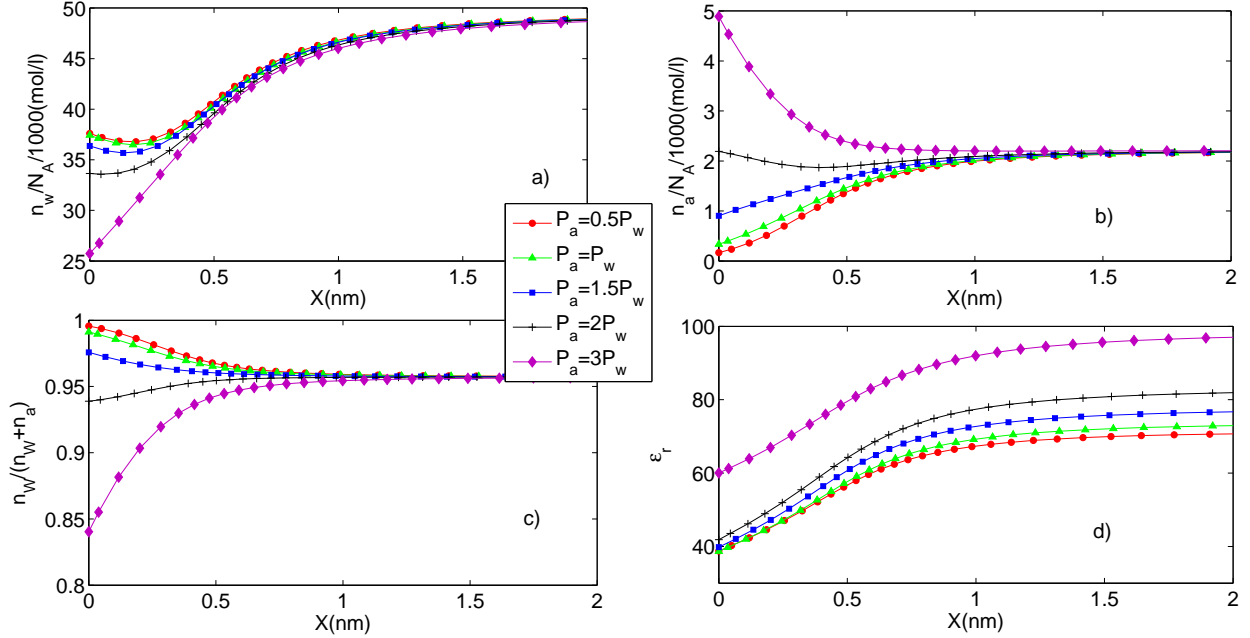 50
45
40
35
30
25
n_w/N_A/1000(mol/l)
0
0.5
1
1.5
X(nm)
a)
5
4
3
2
1
0
n_a/N_A/1000(mol/l)
0
0.5
1
1.5
2
X(nm)
b)
P_a=0.5P_w
P_a=P_w
P_a=1.5P_w
P_a=2P_w
P_a=3P_w
1
0.95
0.9
0.85
0.8
n_W/(n_W+n_a)
0
0.5
1
1.5
2
X(nm)
c)
100
80
60
40
ε_r
0
0.5
1
1.5
2
X(nm)
d)